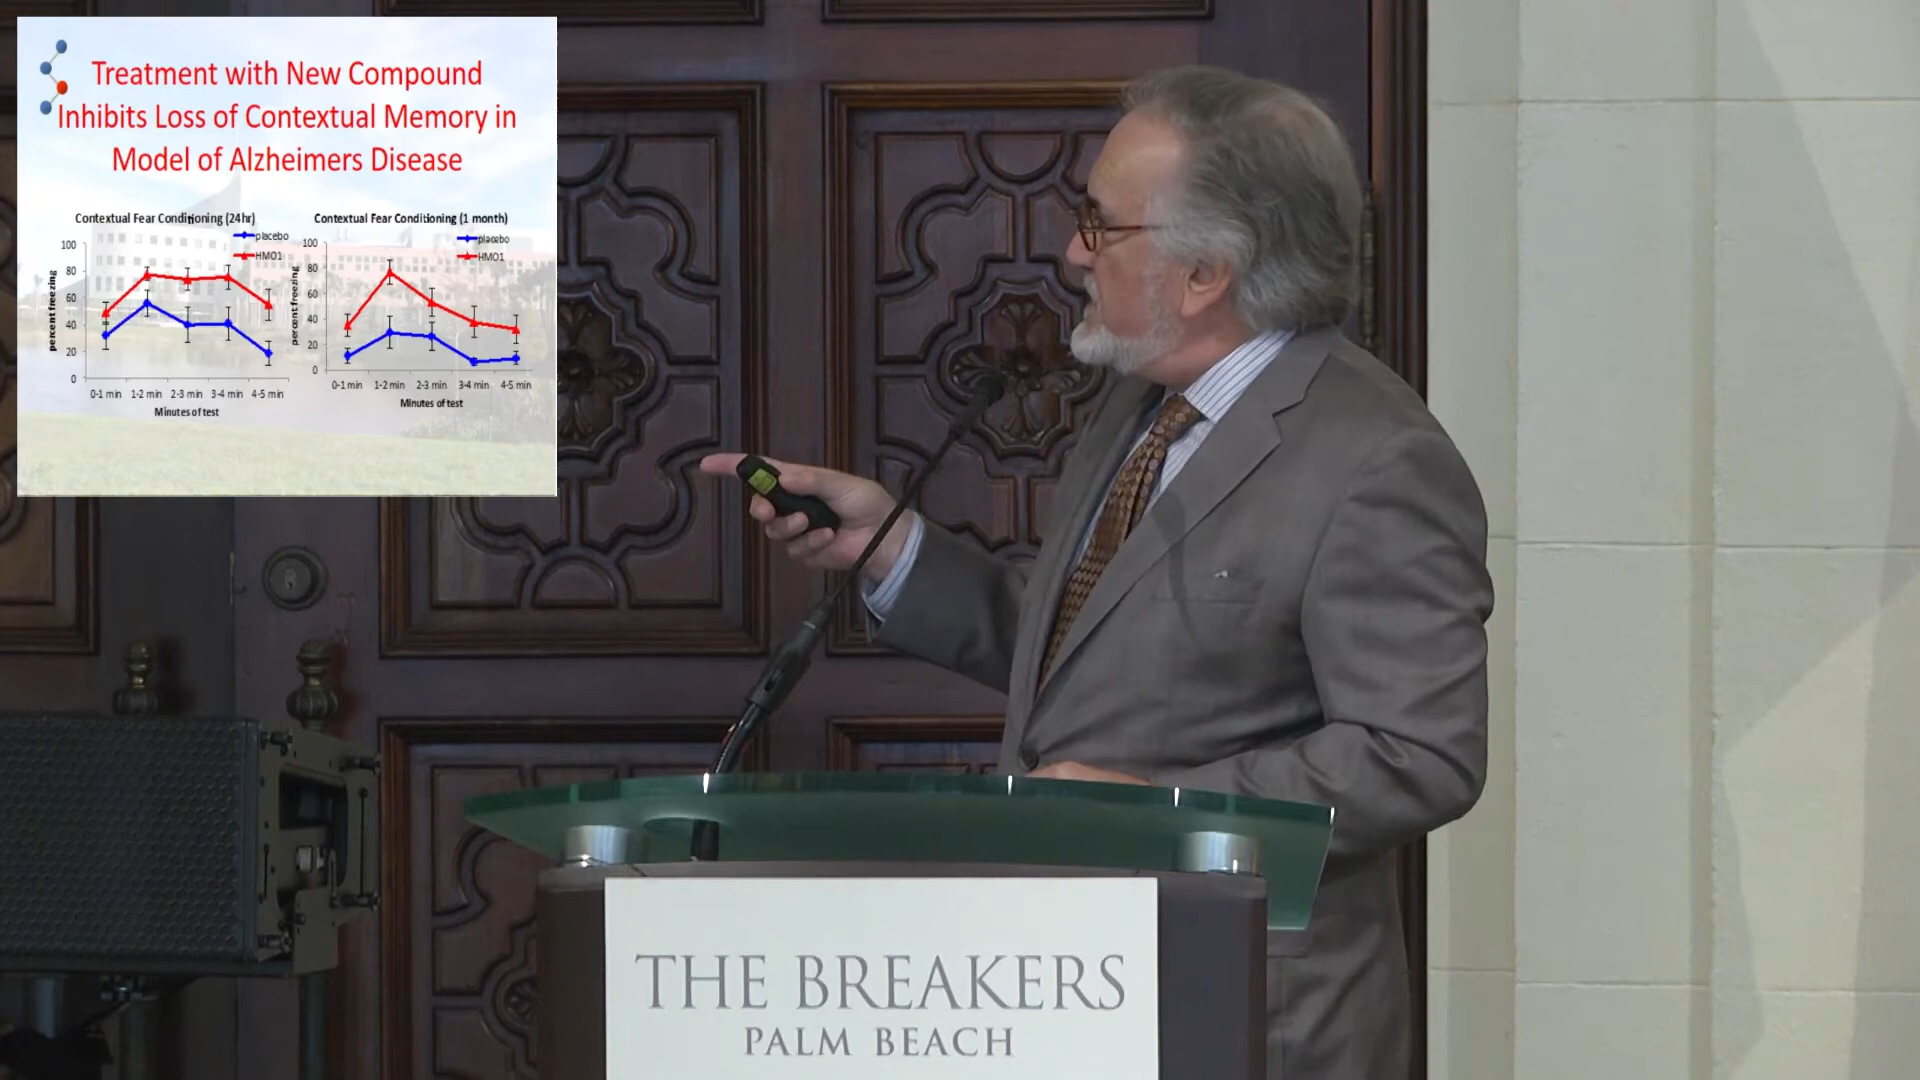 Treatment with New Compound
Inhibits Loss of Contextual Memory in
Model of Alzheimers Disease
Contextual Fear Conditioning (24hr)
placebo
HMO1
100
80
60
40
20
0
percent freezing
0-1 min 1-2 min 2-3 min 3-4 min 4-5 min
Minutes of test
Contextual Fear Conditioning (1 month)
placebo
HMO1
100
80
60
40
20
0
percent freezing
0-1 min 1-2 min 2-3 min 3-4 min 4-5 min
Minutes of test
THE BREAKERS
PALM BEACH